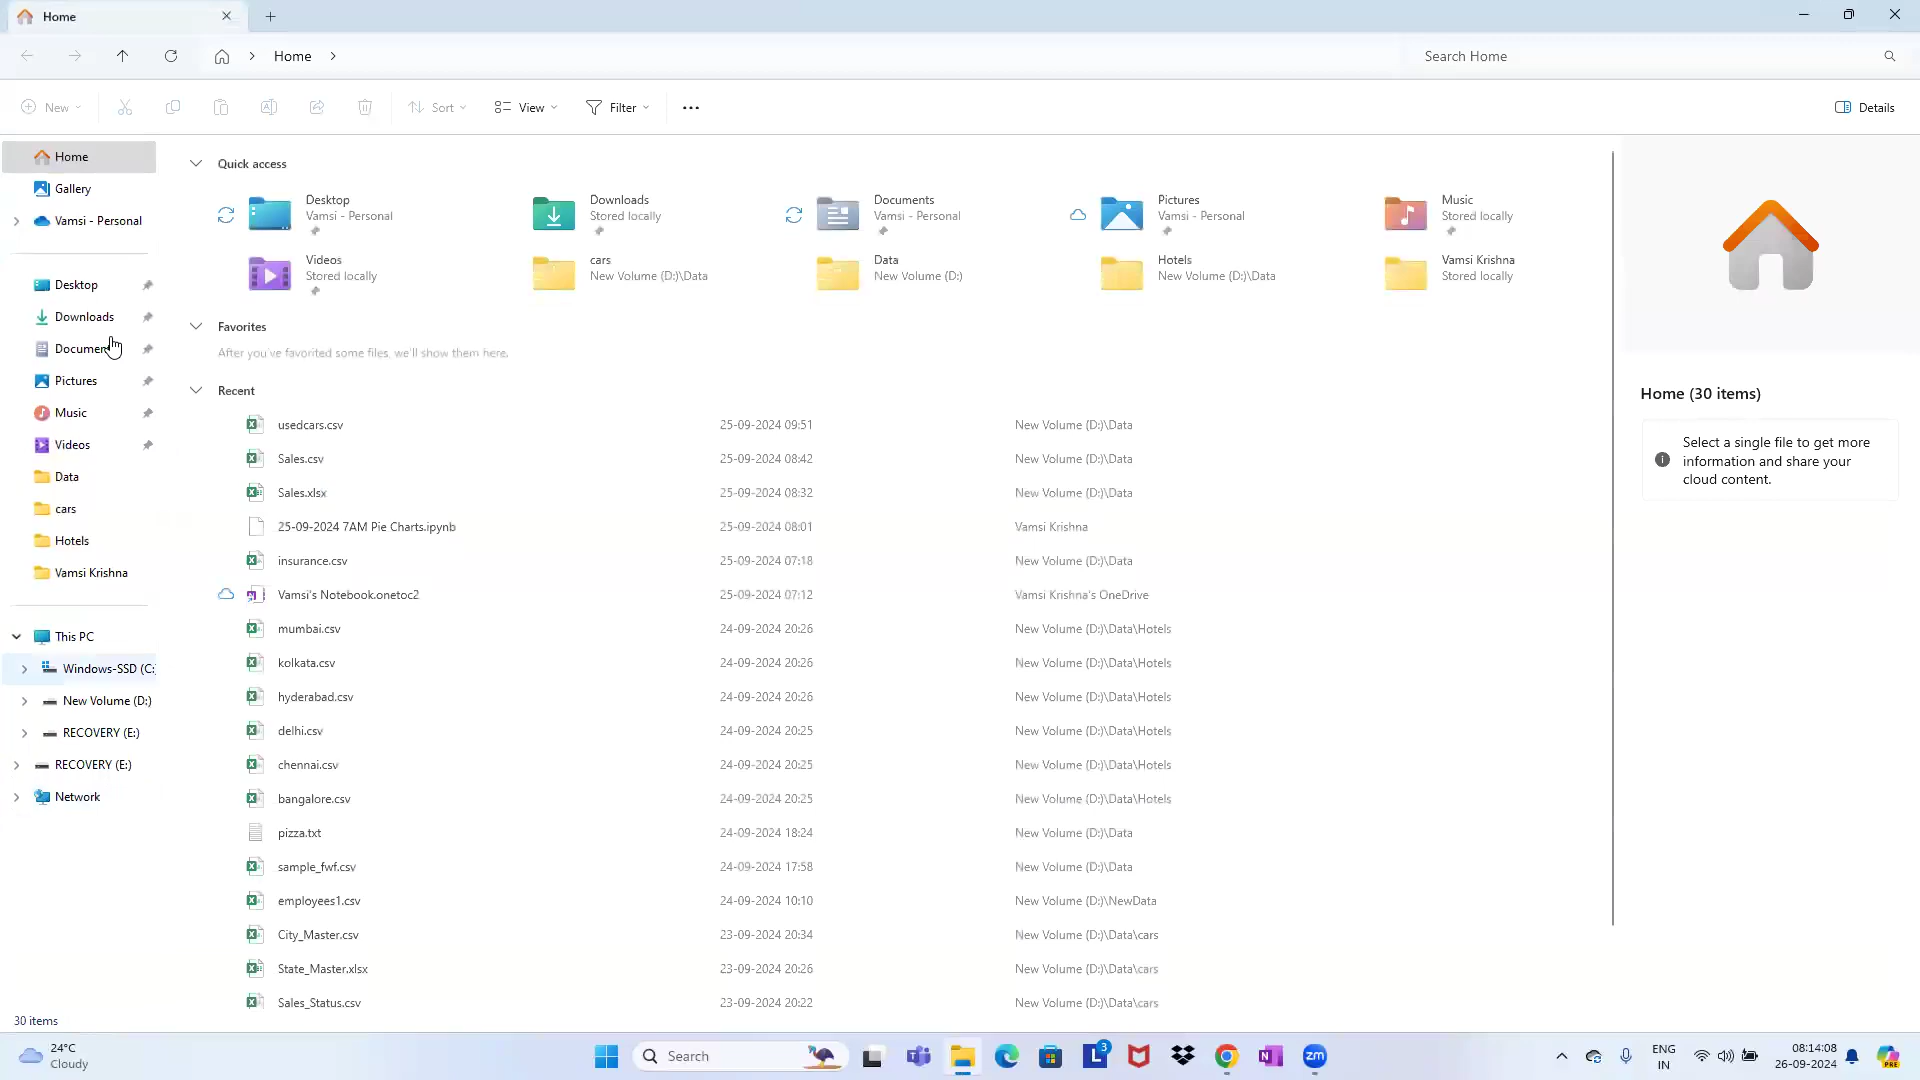 Home
Home
Search Home
New
Sort
View
Filter
Details
Home
Gallery
Vamsi - Personal
Desktop
Downloads
Pictures
Music
Videos
Data
cars
Hotels
Vamsi Krishna
This PC
Windows-SSD (C:
New Volume (D:)
RECOVERY (E:)
RECOVERY (E:)
Network
30 items
Quick access
Desktop
Vamsi - Personal
Downloads
Stored locally
Documents
Vamsi - Personal
Pictures
Vamsi - Personal
Music
Stored locally
Videos
Stored locally
cars
New Volume (D:)\Data
Data
New Volume (D:)
Hotels
New Volume (D:)\Data
Vamsi Krishna
Stored locally
Favorites
After you've favorited some files, we'll show them here.
Recent
usedcars.csv 25-09-2024 09:51 New Volume (D:)\Data
Sales.csv 25-09-2024 08:42 New Volume (D:)\Data
Sales.xlsx 25-09-2024 08:32 New Volume (D:)\Data
25-09-2024 7AM Pie Charts.ipynb 25-09-2024 08:01 Vamsi Krishna
insurance.csv 25-09-2024 07:18 New Volume (D:)\Data
Vamsi's Notebook.onetoc2 25-09-2024 07:12 Vamsi Krishna's OneDrive
mumbai.csv 24-09-2024 20:26 New Volume (D:)\Data\Hotels
kolkata.csv 24-09-2024 20:26 New Volume (D:)\Data\Hotels
hyderabad.csv 24-09-2024 20:26 New Volume (D:)\Data\Hotels
delhi.csv 24-09-2024 20:25 New Volume (D:)\Data\Hotels
chennai.csv 24-09-2024 20:25 New Volume (D:)\Data\Hotels
bangalore.csv 24-09-2024 20:25 New Volume (D:)\Data\Hotels
pizza.txt 24-09-2024 18:24 New Volume (D:)\Data
sample_fwf.csv 24-09-2024 17:58 New Volume (D:)\Data
employees1.csv 24-09-2024 10:10 New Volume (D:)\NewData
City_Master.csv 23-09-2024 20:34 New Volume (D:)\Data\cars
State_Master.xlsx 23-09-2024 20:26 New Volume (D:)\Data\cars
Sales_Status.csv 23-09-2024 20:22 New Volume (D:)\Data\cars
Home (30 items)
Select a single file to get more
information and share your
cloud content.
24°C
Cloudy
Search
3
zm
ENG
IN
08:14:08
26-09-2024
PRE